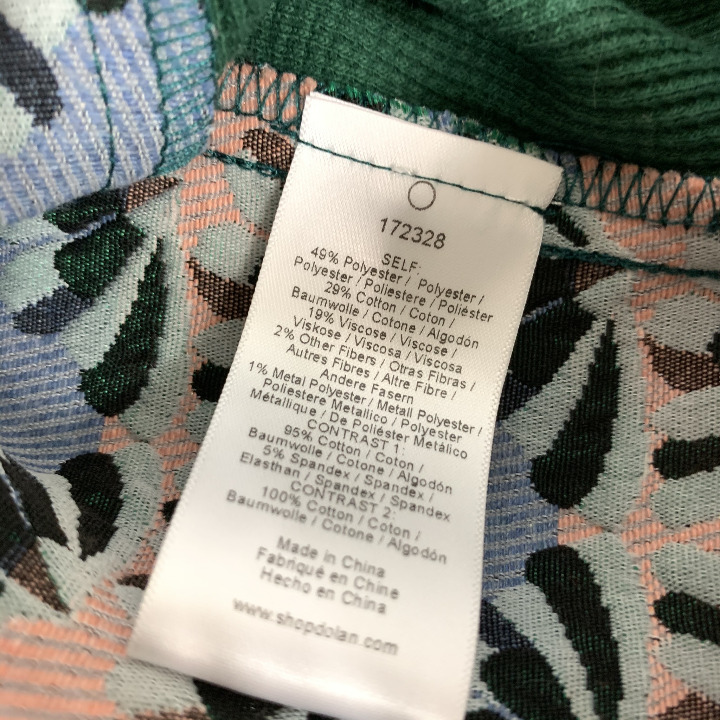 172328
SELF:
49% Polyester / Polyester /
Polyester / Poliestere / Poliéster
29% Cotton / Coton /
Baumwolle / Cotone / Algodón
19% Viscose / Viscose /
Viskose / Viscosa / Viscosa
2% Other Fibers / Otras Fibras /
Autres Fibres / Altre Fibre /
Andere Fasern
1% Metal Polyester / Metall Polyester /
Poliestere Metallico / Polyester
Métallique / De Poliéster Metálico
CONTRAST 1:
95% Cotton / Coton /
Baumwolle / Cotone / Algodón
5% Spandex / Spandex /
Elasthan / Spandex / Spandex
CONTRAST 2:
100% Cotton / Coton /
Baumwolle / Cotone / Algodón
Made in China
Fabriqué en Chine
Hecho en China
www.shopdolan.com